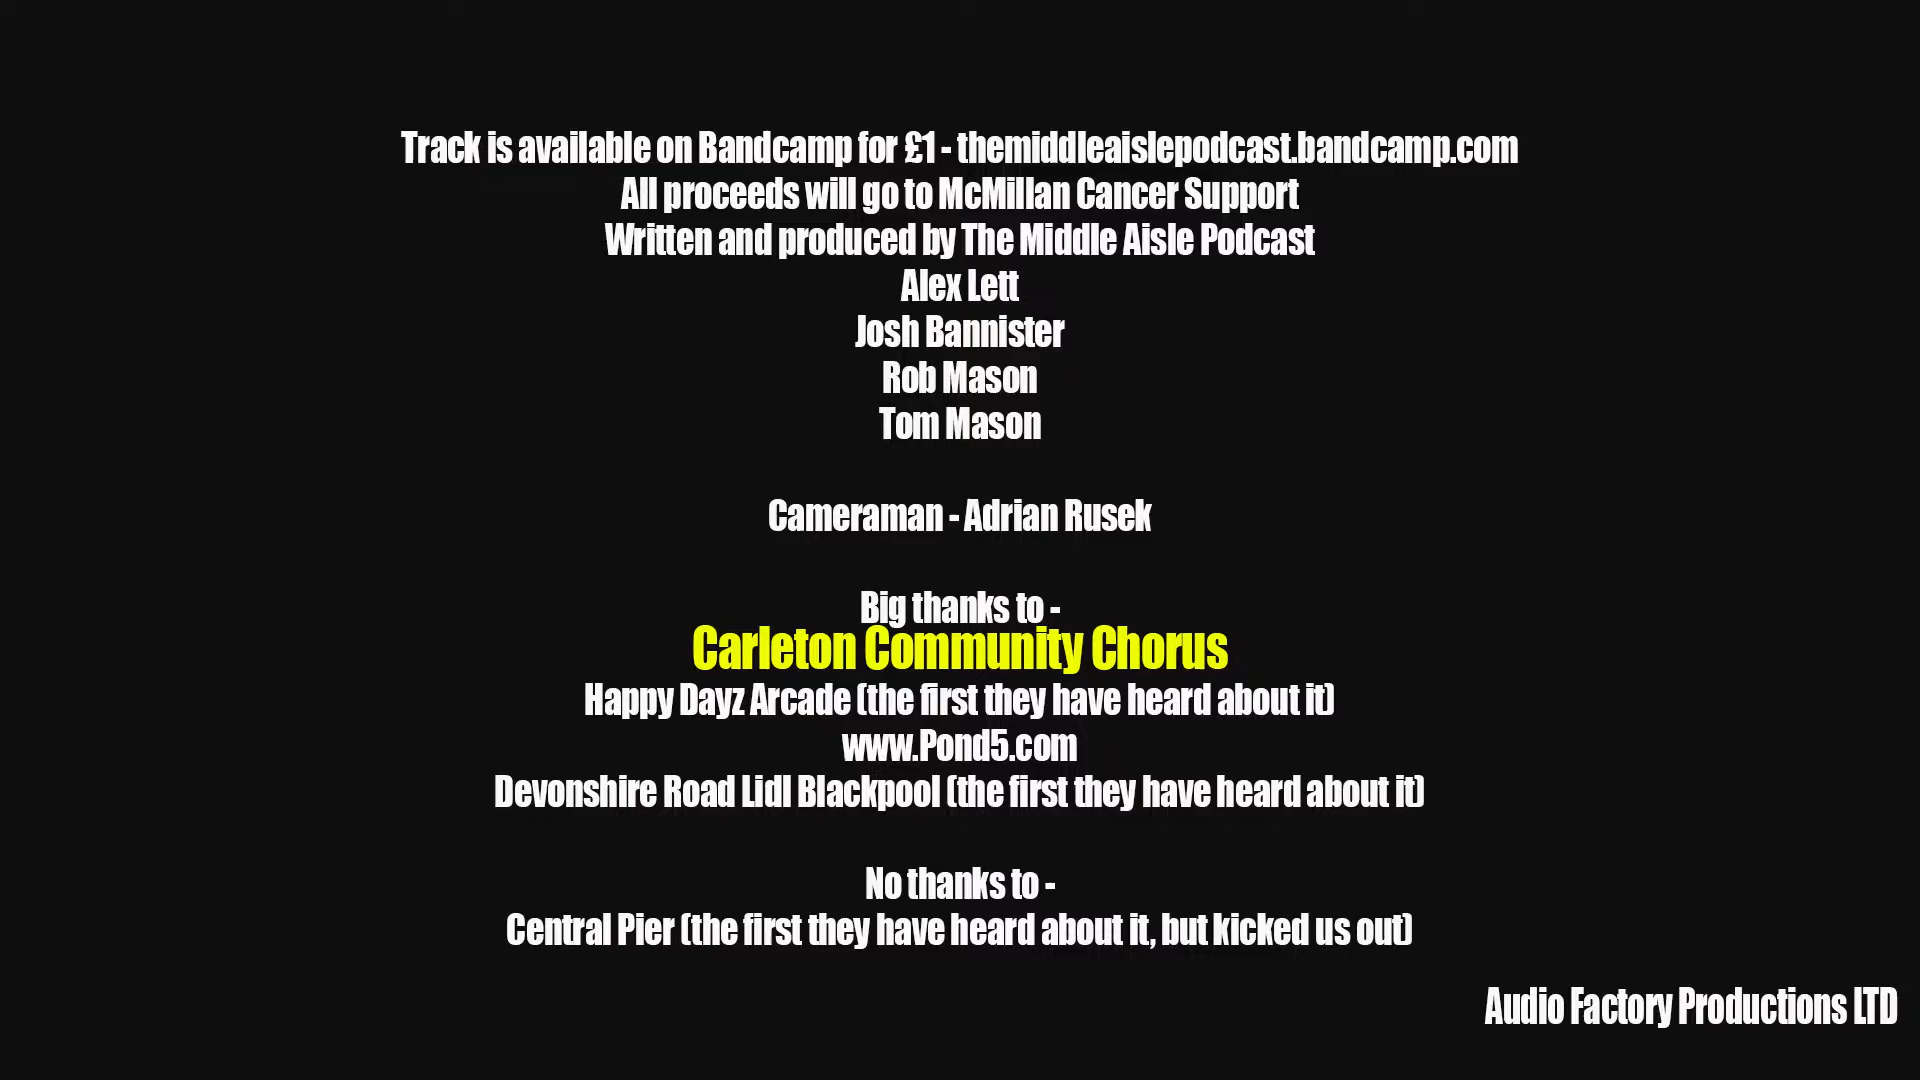 Track is available on Bandcamp for £1 - themiddleaislepodcast.bandcamp.com
All proceeds will go to McMillan Cancer Support
Written and produced by The Middle Aisle Podcast
Alex Lett
Josh Bannister
Rob Mason
Tom Mason
Cameraman - Adrian Rusek
Big thanks to -
Carleton Community Chorus
Happy Dayz Arcade (the first they have heard about it)
www.Pond5.com
Devonshire Road Lidl Blackpool (the first they have heard about it)
No thanks to -
Central Pier (the first they have heard about it, but kicked us out)
Audio Factory Productions LTD